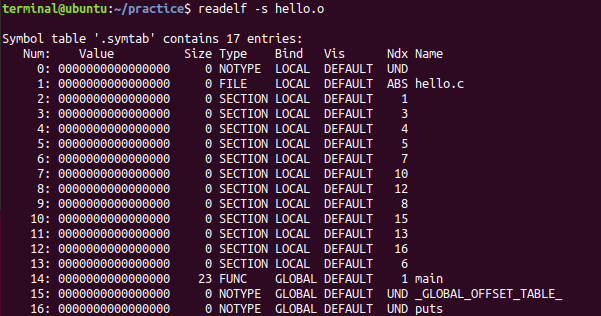 terminal@ubuntu:~/practice$ readelf -s hello.o
Symbol table '.symtab' contains 17 entries:
Num: Value Size Type Bind Vis Ndx Name
0: 0000000000000000 0 NOTYPE LOCAL DEFAULT UND
1: 0000000000000000 0 FILE LOCAL DEFAULT ABS hello.c
2: 0000000000000000 0 SECTION LOCAL DEFAULT 1
3: 0000000000000000 0 SECTION LOCAL DEFAULT 3
4: 0000000000000000 0 SECTION LOCAL DEFAULT 4
5: 0000000000000000 0 SECTION LOCAL DEFAULT 5
6: 0000000000000000 0 SECTION LOCAL DEFAULT 7
7: 0000000000000000 0 SECTION LOCAL DEFAULT 10
8: 0000000000000000 0 SECTION LOCAL DEFAULT 12
9: 0000000000000000 0 SECTION LOCAL DEFAULT 8
10: 0000000000000000 0 SECTION LOCAL DEFAULT 15
11: 0000000000000000 0 SECTION LOCAL DEFAULT 13
12: 0000000000000000 0 SECTION LOCAL DEFAULT 16
13: 0000000000000000 0 SECTION LOCAL DEFAULT 6
14: 0000000000000000 23 FUNC GLOBAL DEFAULT 1 main
15: 0000000000000000 0 NOTYPE GLOBAL DEFAULT UND _GLOBAL_OFFSET_TABLE_
16: 0000000000000000 0 NOTYPE GLOBAL DEFAULT UND puts